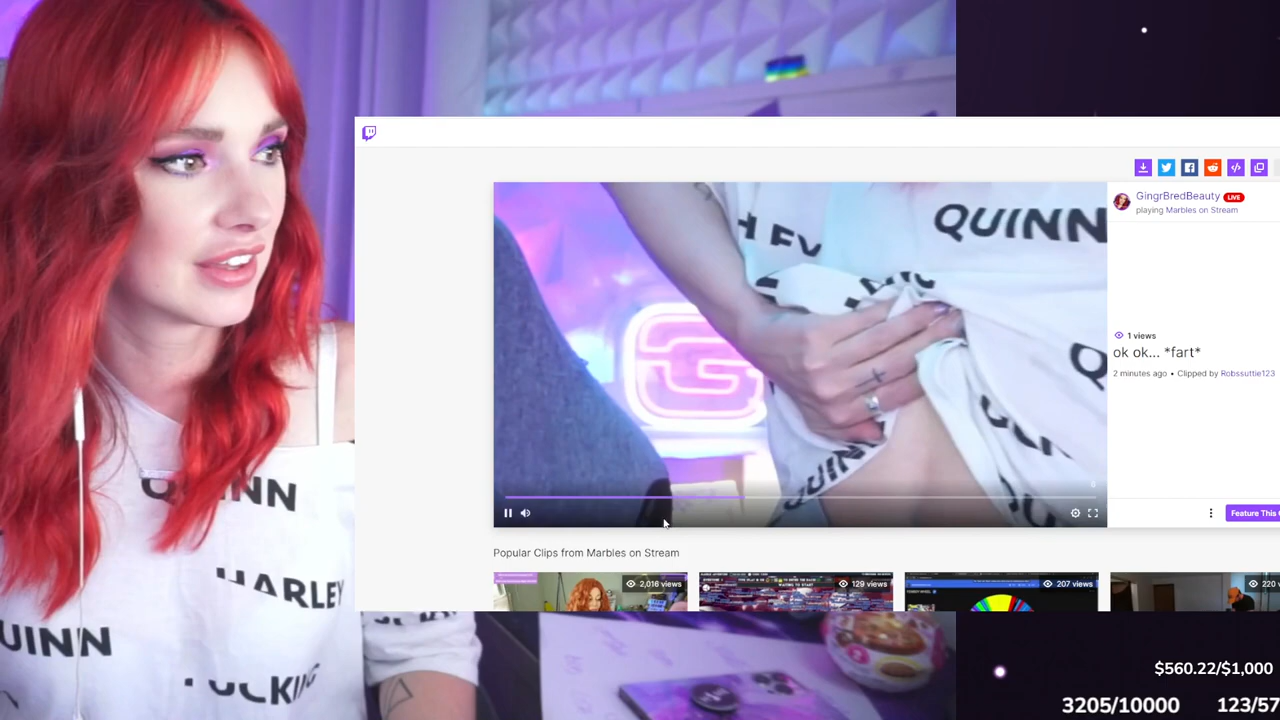 GingrBredBeauty LIVE
playing Marbles on Stream
QUINN
1 views
ok ok... *fart*
2 minutes ago • Clipped by Robssuttie123
QUINN
HARLEY
Feature This
Popular Clips from Marbles on Stream
2,016 views
129 views
207 views
220
$560.22/$1,000
3205/10000
123/57